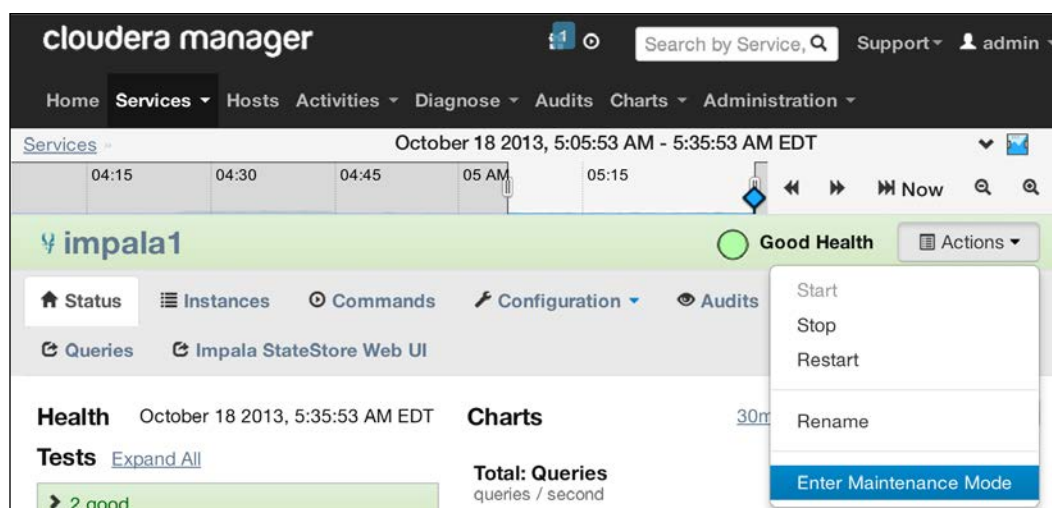 cloudera manager
1
Search by Service,
Support
admin
Home Services Hosts Activities Diagnose Audits Charts Administration
Services
October 18 2013, 5:05:53 AM - 5:35:53 AM EDT
04:15 04:30 04:45 05 AM 05:15
Now
impala1
Good Health
Actions
Status Instances Commands Configuration Audits
Queries Impala StateStore Web UI
Start
Stop
Restart
Rename
Enter Maintenance Mode
Health October 18 2013, 5:35:53 AM EDT
Tests Expand All
2 good
Charts
30m
Total: Queries
queries / second